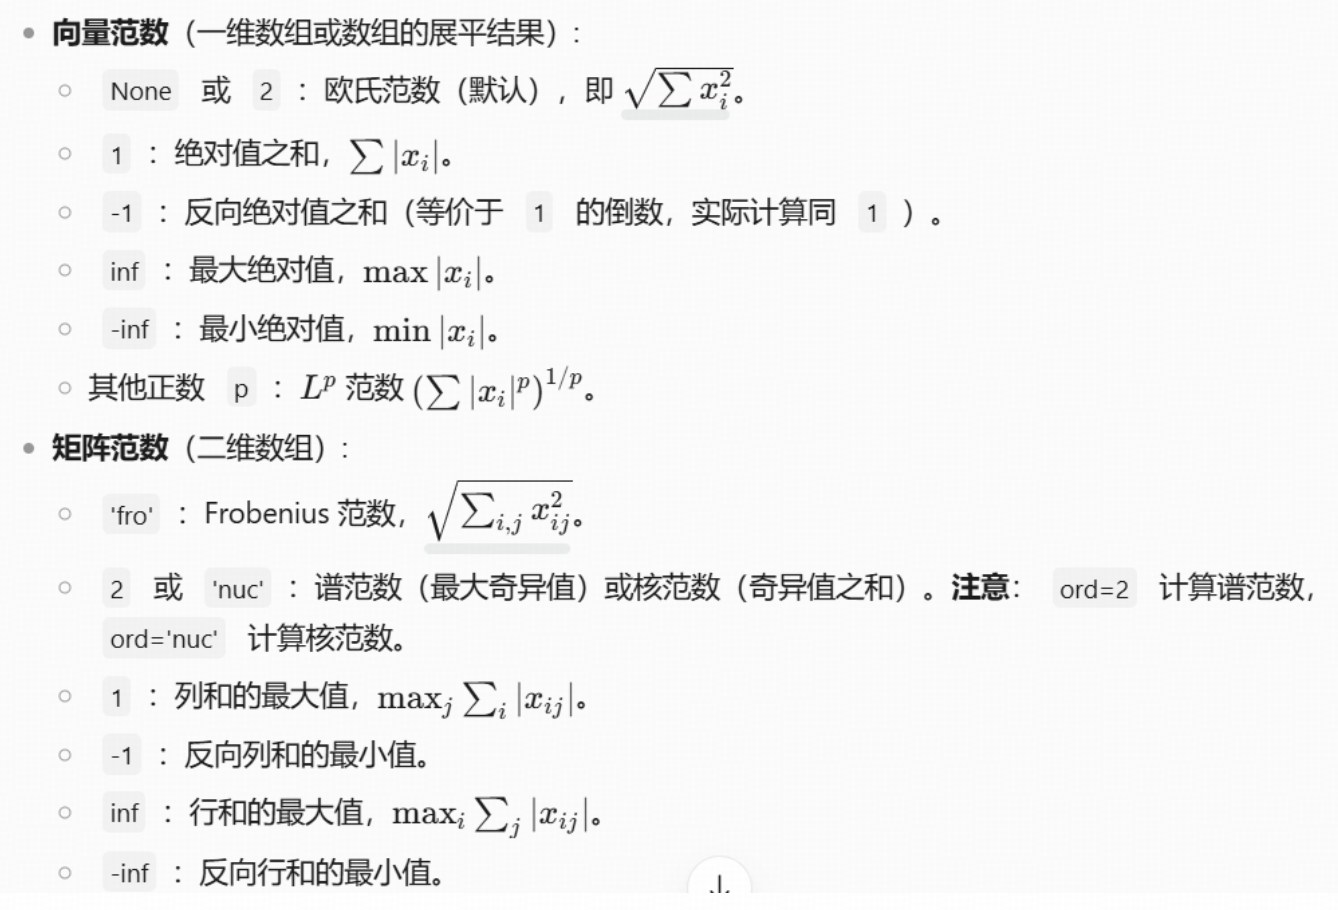 向量范数（一维数组或数组的展平结果）:
None 或 2 ：欧氏范数（默认），即 √∑ x_i^2。
1 ：绝对值之和，∑ |x_i|。
-1 ：反向绝对值之和（等价于 1 的倒数，实际计算同 1 ）。
inf ：最大绝对值，max |x_i|。
-inf ：最小绝对值，min |x_i|。
其他正数 p ：L^p 范数 (∑ |x_i|^p)^{1/p}。
矩阵范数（二维数组）:
'fro' ：Frobenius 范数，√∑_{i,j} x_{ij}^2。
2 或 'nuc' ：谱范数（最大奇异值）或核范数（奇异值之和）。注意： ord=2 计算谱范数，
ord='nuc' 计算核范数。
1 ：列和的最大值，max_j ∑_i |x_{ij}|。
-1 ：反向列和的最小值。
inf ：行和的最大值，max_i ∑_j |x_{ij}|。
-inf ：反向行和的最小值。